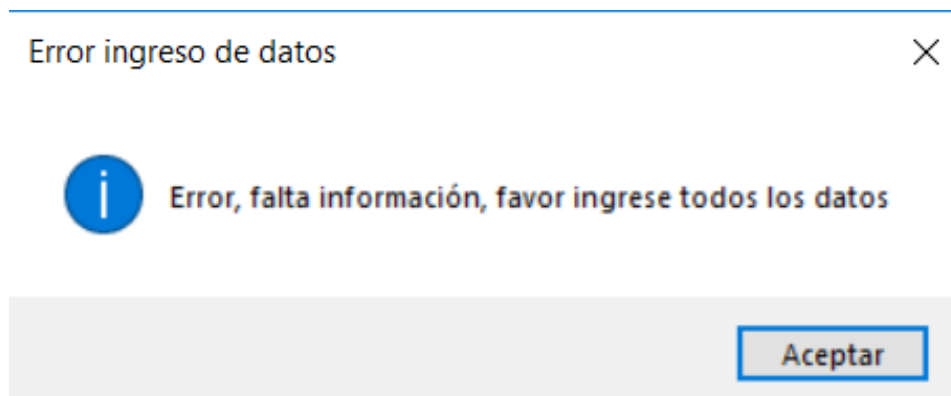 Error ingreso de datos
Error, falta información, favor ingrese todos los datos
Aceptar